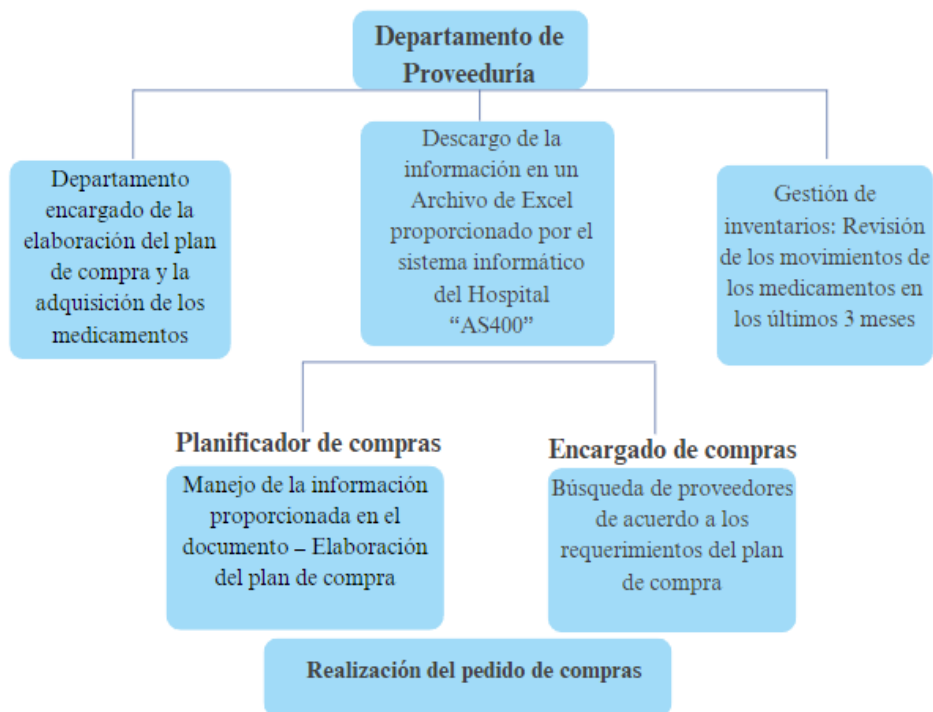 Departamento de
Proveeduría
Departamento
encargado de la
elaboración del plan
de compra y la
adquisición de los
medicamentos
Descargo de la
información en un
Archivo de Excel
proporcionado por el
sistema informático
del Hospital
“AS400”
Gestión de
inventarios: Revisión
de los movimientos de
los medicamentos en
los últimos 3 meses
Planificador de compras
Manejo de la información
proporcionada en el
documento – Elaboración
del plan de compra
Encargado de compras
Búsqueda de proveedores
de acuerdo a los
requerimientos del plan
de compra
Realización del pedido de compras